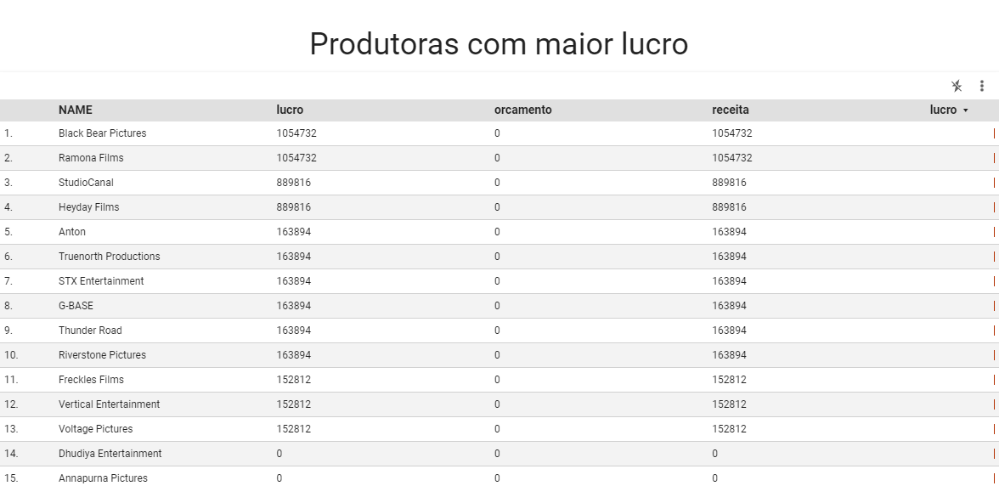 Produtoras com maior lucro
NAME lucro orcamento receita lucro
1. Black Bear Pictures 1054732 0 1054732
2. Ramona Films 1054732 0 1054732
3. StudioCanal 889816 0 889816
4. Heyday Films 889816 0 889816
5. Anton 163894 0 163894
6. Truenorth Productions 163894 0 163894
7. STX Entertainment 163894 0 163894
8. G-BASE 163894 0 163894
9. Thunder Road 163894 0 163894
10. Riverstone Pictures 163894 0 163894
11. Freckles Films 152812 0 152812
12. Vertical Entertainment 152812 0 152812
13. Voltage Pictures 152812 0 152812
14. Dhudiya Entertainment 0 0 0
15. Annapurna Pictures 0 0 0